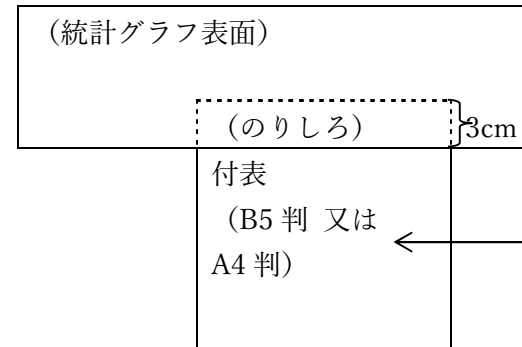 （統計グラフ表面）
（のりしろ）
3cm
付表
（B5 判 又は
A4 判）